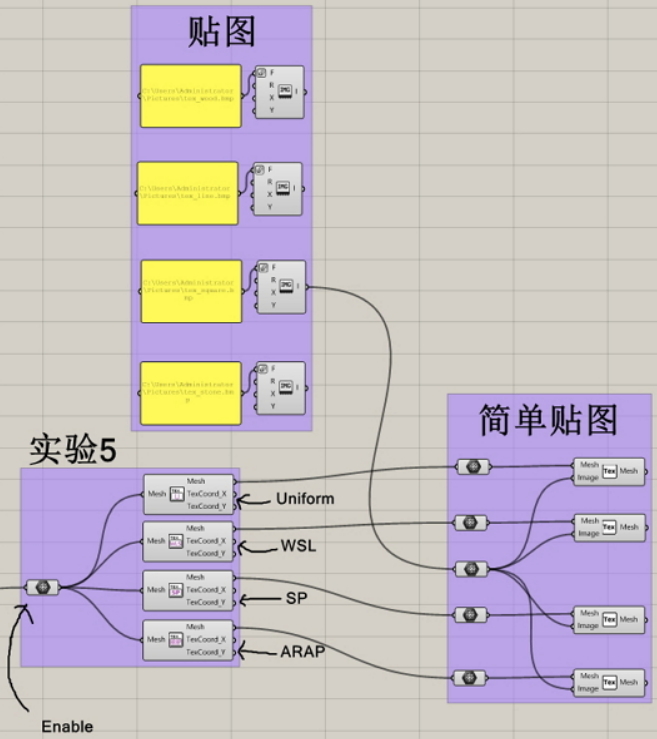 贴图
C:\Users\Administrator
\Pictures\tex_wood.bmp
F
R
X
Y
IMG
I
C:\Users\Administrator
\Pictures\tex_line.bmp
F
R
X
Y
IMG
I
C:\Users\Administrator
\Pictures\tex_square.b
mp
F
R
X
Y
IMG
I
C:\Users\Administrator
\Pictures\tex_stone.bm
p
F
R
X
Y
IMG
I
实验5
Mesh
Mesh
TexCoord_X
TexCoord_Y
Uniform
Mesh
Mesh
TexCoord_X
TexCoord_Y
WSL
Mesh
Mesh
SP
TexCoord_X
TexCoord_Y
SP
Mesh
Mesh
TexCoord_X
TexCoord_Y
ARAP
Enable
简单贴图
Mesh
Image
Tex
Mesh
Mesh
Image
Tex
Mesh
Mesh
Image
Tex
Mesh
Mesh
Image
Tex
Mesh